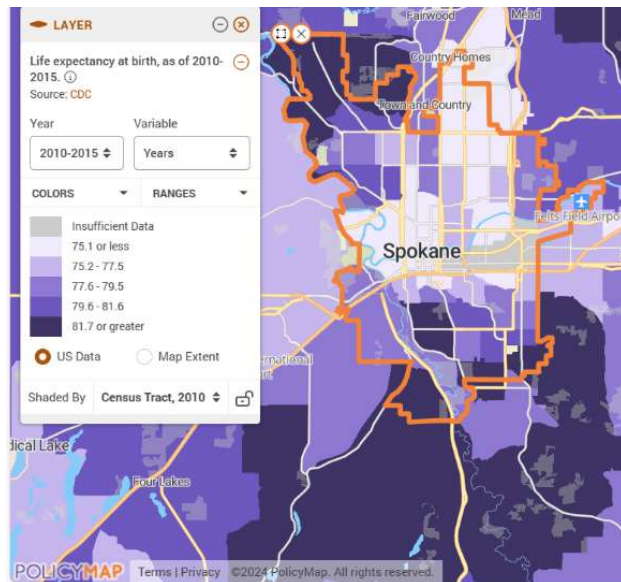 LAYER
Life expectancy at birth, as of 2010-
2015.
Source: CDC
Year Variable
2010-2015 Years
COLORS RANGES
Insufficient Data
75.1 or less
75.2 - 77.5
77.6 - 79.5
79.6 - 81.6
81.7 or greater
US Data Map Extent
Shaded By Census Tract, 2010
Fairwood Mead
Country Homes
Town and Country
Felts Field Airpor
Spokane
ernational
ort
dical Lake
Four Lakes
POLICYMAP Terms | Privacy ©2024 PolicyMap. All rights reserved.